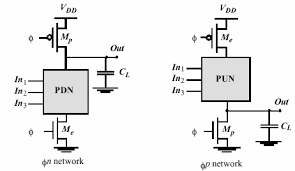 V_DD
V_DD
ϕ M_p
Out
ϕ M_e
In_1
In_2
In_3
PDN
C_L
In_1
In_2
In_3
PUN
Out
ϕ M_e
ϕ M_p
C_L
ϕn network
ϕp network